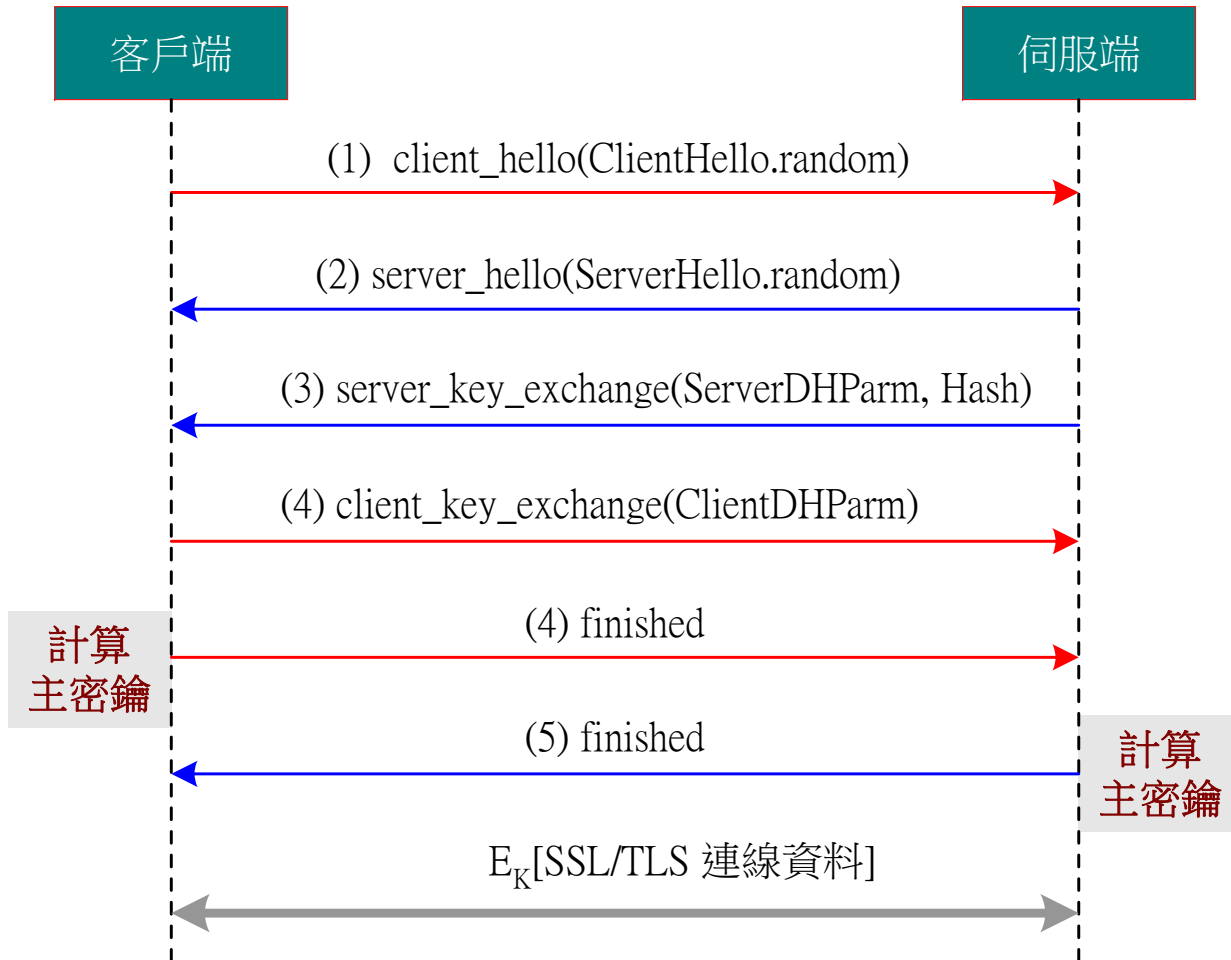 客戶端
伺服端
(1) client_hello(ClientHello.random)
(2) server_hello(ServerHello.random)
(3) server_key_exchange(ServerDHParm, Hash)
(4) client_key_exchange(ClientDHParm)
(4) finished
計算
主密鑰
(5) finished
計算
主密鑰
E_K[SSL/TLS 連線資料]